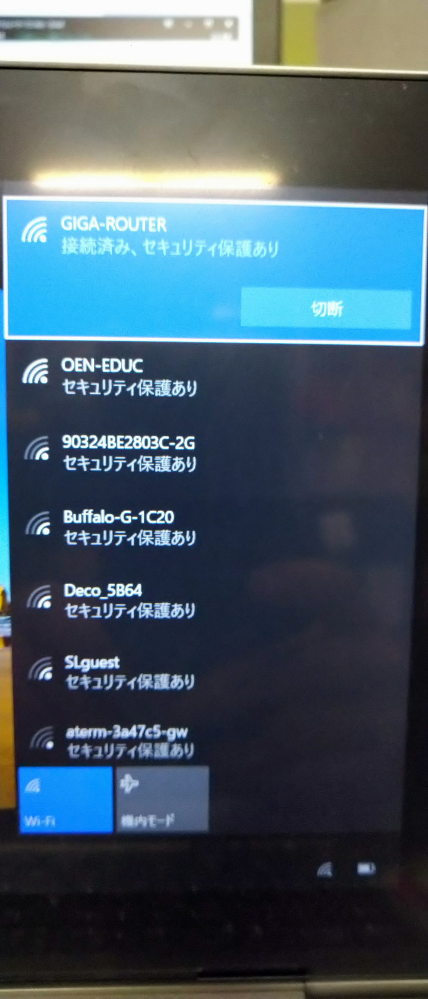 GIGA-ROUTER
接続済み、セキュリティ保護あり
切断
OEN-EDUC
セキュリティ保護あり
90324BE2803C-2G
セキュリティ保護あり
Buffalo-G-1C20
セキュリティ保護あり
Deco_5B64
セキュリティ保護あり
SLguest
セキュリティ保護あり
aterm-3a47c5-gw
セキュリティ保護あり
Wi-Fi
機内モード